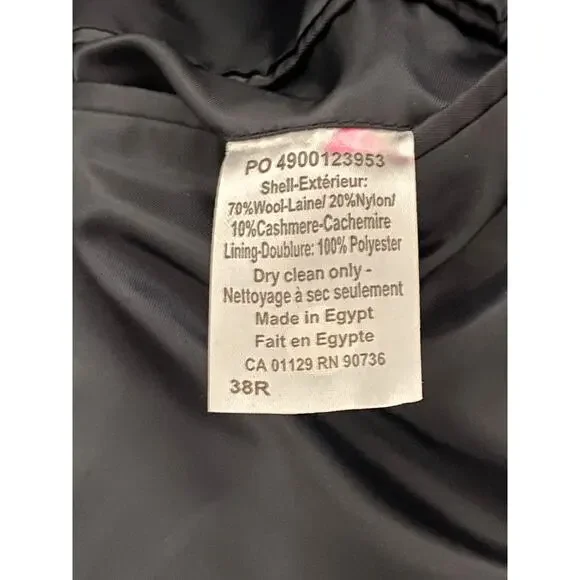 PO 4900123953
Shell-Extérieur:
70%Wool-Laine/ 20%Nylon/
10%Cashmere-Cachemire
Lining-Doublure: 100% Polyester
Dry clean only -
Nettoyage à sec seulement
Made in Egypt
Fait en Egypte
CA 01129 RN 90736
38R